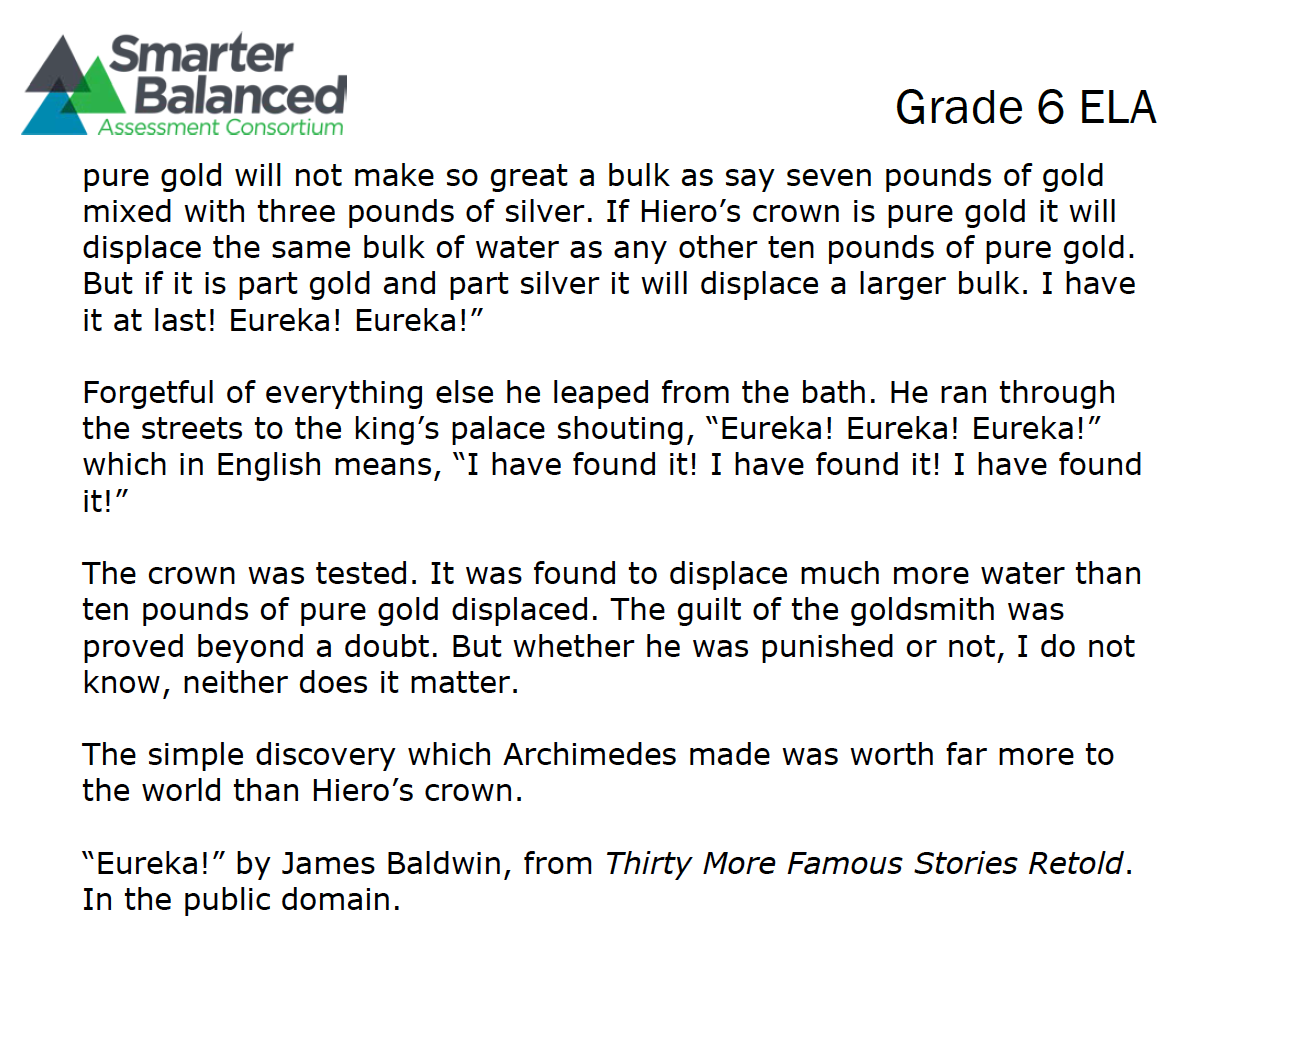 Smarter
Balanced
Assessment Consortium
Grade 6 ELA
pure gold will not make so great a bulk as say seven pounds of gold
mixed with three pounds of silver. If Hiero’s crown is pure gold it will
displace the same bulk of water as any other ten pounds of pure gold.
But if it is part gold and part silver it will displace a larger bulk. I have
it at last! Eureka! Eureka!”
Forgetful of everything else he leaped from the bath. He ran through
the streets to the king’s palace shouting, “Eureka! Eureka! Eureka!”
which in English means, “I have found it! I have found it! I have found
it!”
The crown was tested. It was found to displace much more water than
ten pounds of pure gold displaced. The guilt of the goldsmith was
proved beyond a doubt. But whether he was punished or not, I do not
know, neither does it matter.
The simple discovery which Archimedes made was worth far more to
the world than Hiero’s crown.
“Eureka!” by James Baldwin, from Thirty More Famous Stories Retold.
In the public domain.